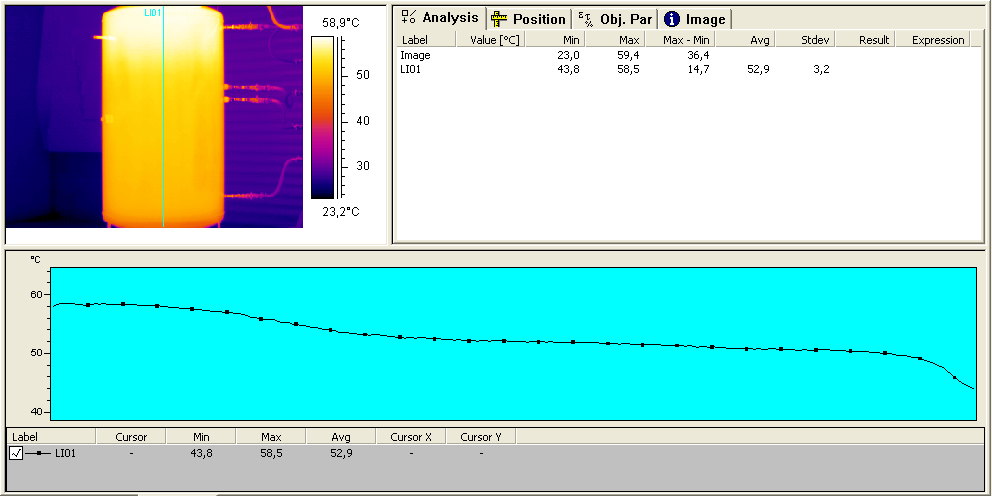 LI01
58,9°C
50
40
30
23,2°C
Analysis Position Obj. Par Image
Label Value [°C] Min Max Max - Min Avg Stdev Result Expression
Image 23,0 59,4 36,4
LI01 43,8 58,5 14,7 52,9 3,2
°C
60
50
40
Label Cursor Min Max Avg Cursor X Cursor Y
LI01 - 43,8 58,5 52,9 - -